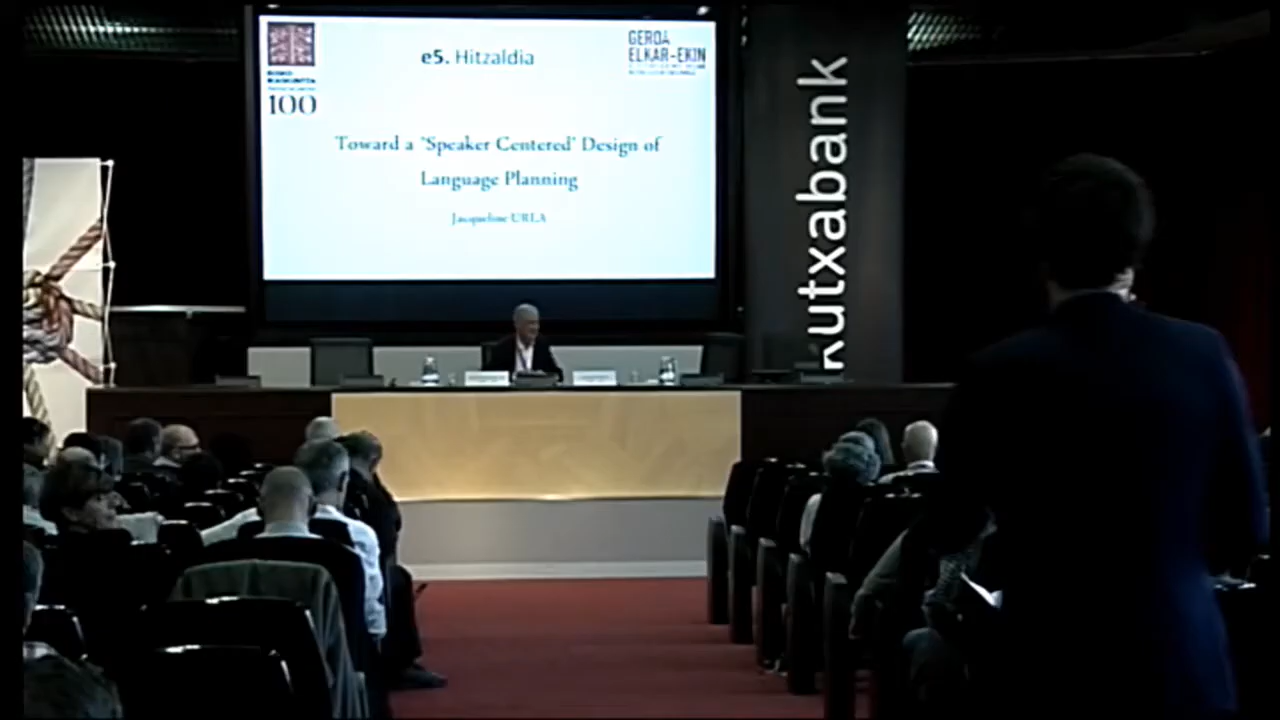 e5. Hitzaldia
GEROA
ELKAR-EKIN
100
Toward a 'Speaker Centered' Design of
Language Planning
Jacqueline URLA
kutxabank